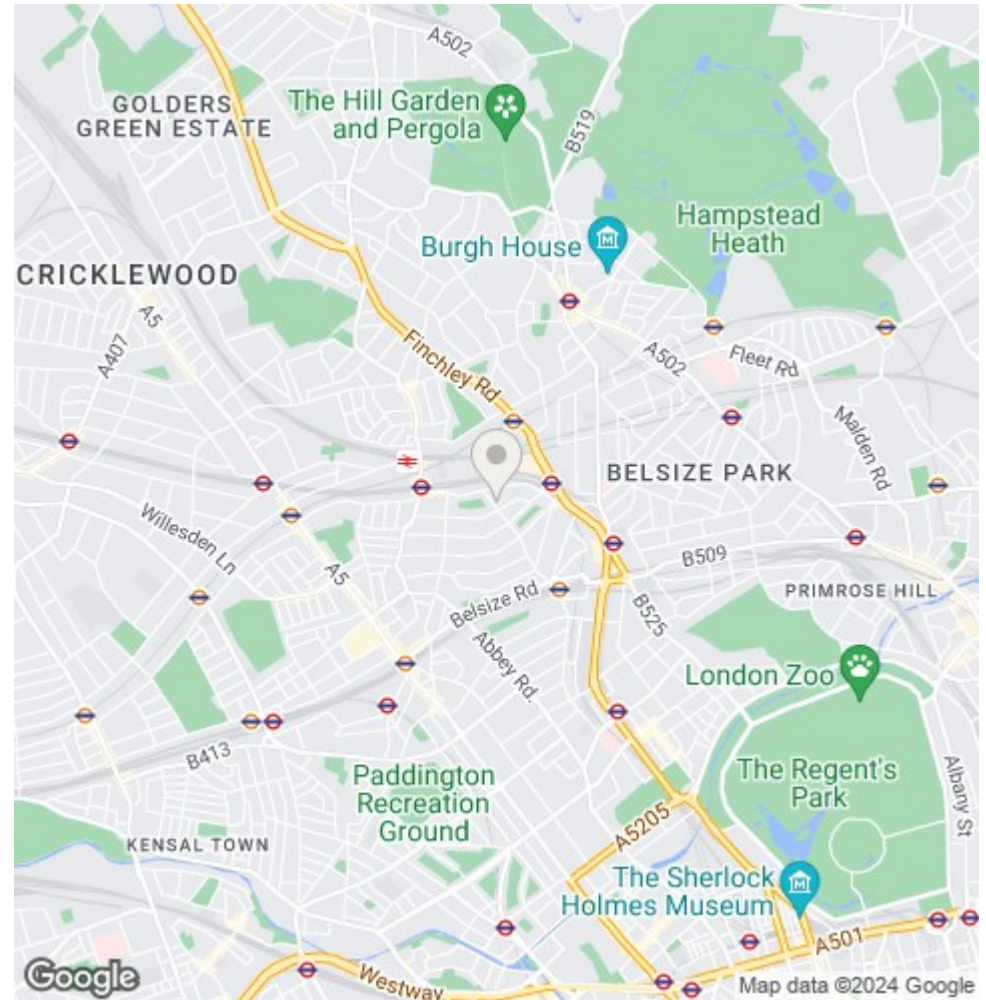 A502
GOLDERS
GREEN ESTATE
The Hill Garden
and Pergola
B519
Hampstead
Heath
Burgh House
CRICKLEWOOD
A5
A407
Finchley Rd
A502
Fleet Rd
Malden Rd
BELSIZE PARK
Willesden Ln
A5
B509
Belsize Rd
B525
PRIMROSE HILL
Abbey Rd.
London Zoo
B413
The Regent's
Park
Albany St
Paddington
Recreation
Ground
A5205
KENSAL TOWN
The Sherlock
Holmes Museum
A501
Westway
Google
Map data ©2024 Google